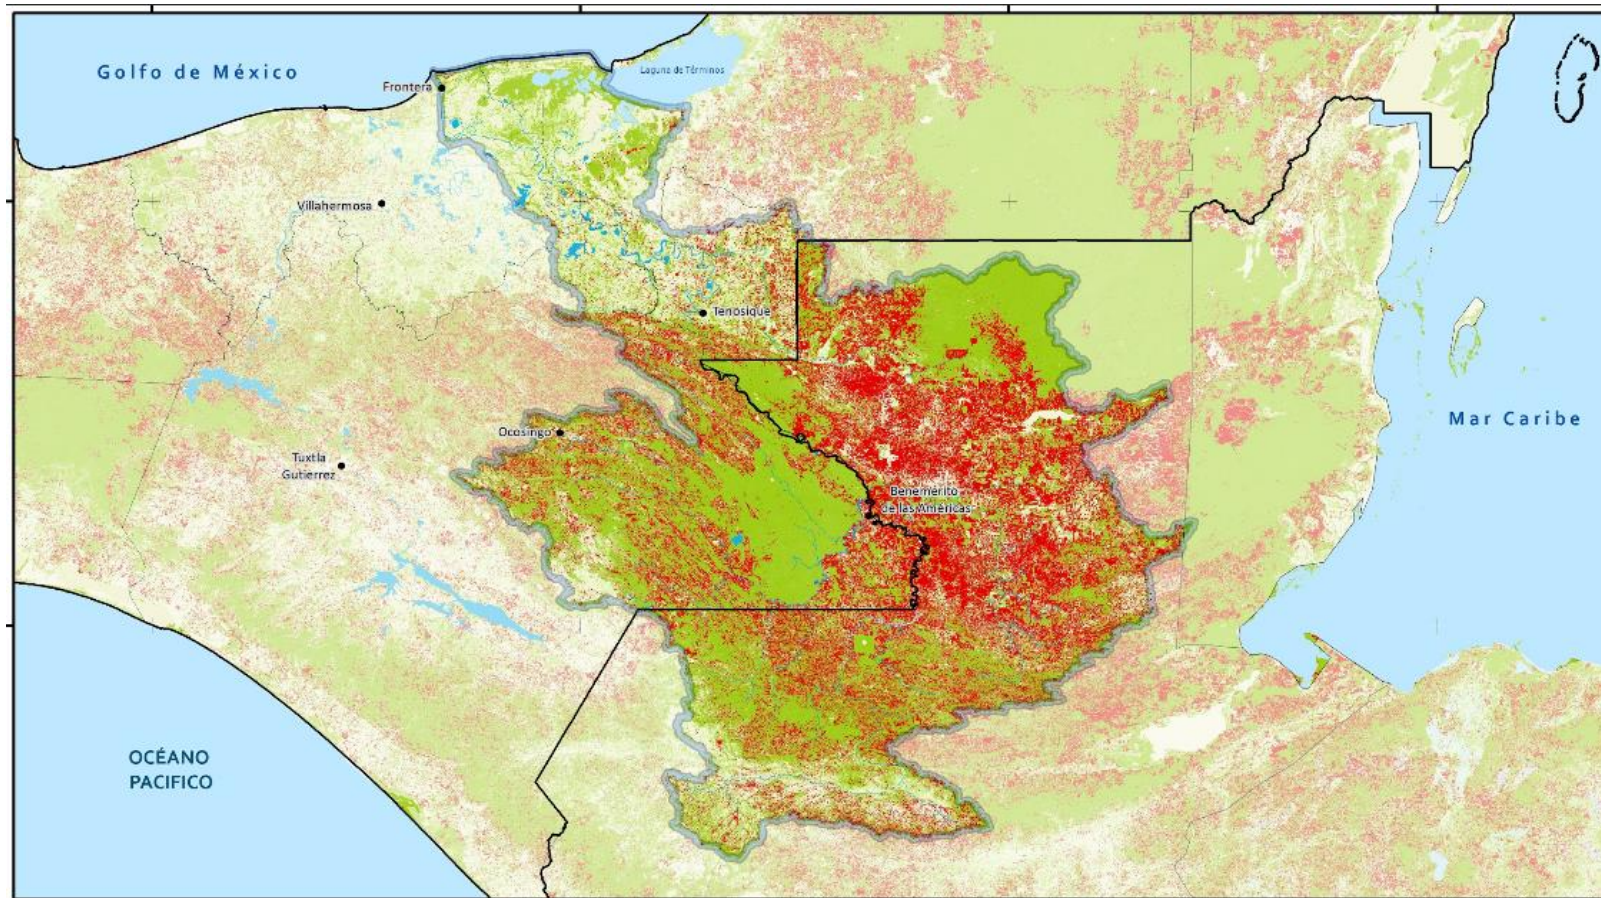 Golfo de México
Laguna de Términos
Frontera
Villahermosa
Tenosique
Ocosingo
Mar Caribe
Tuxtla
Gutierrez
Benemérito
de las Américas
OCÉANO
PACIFICO